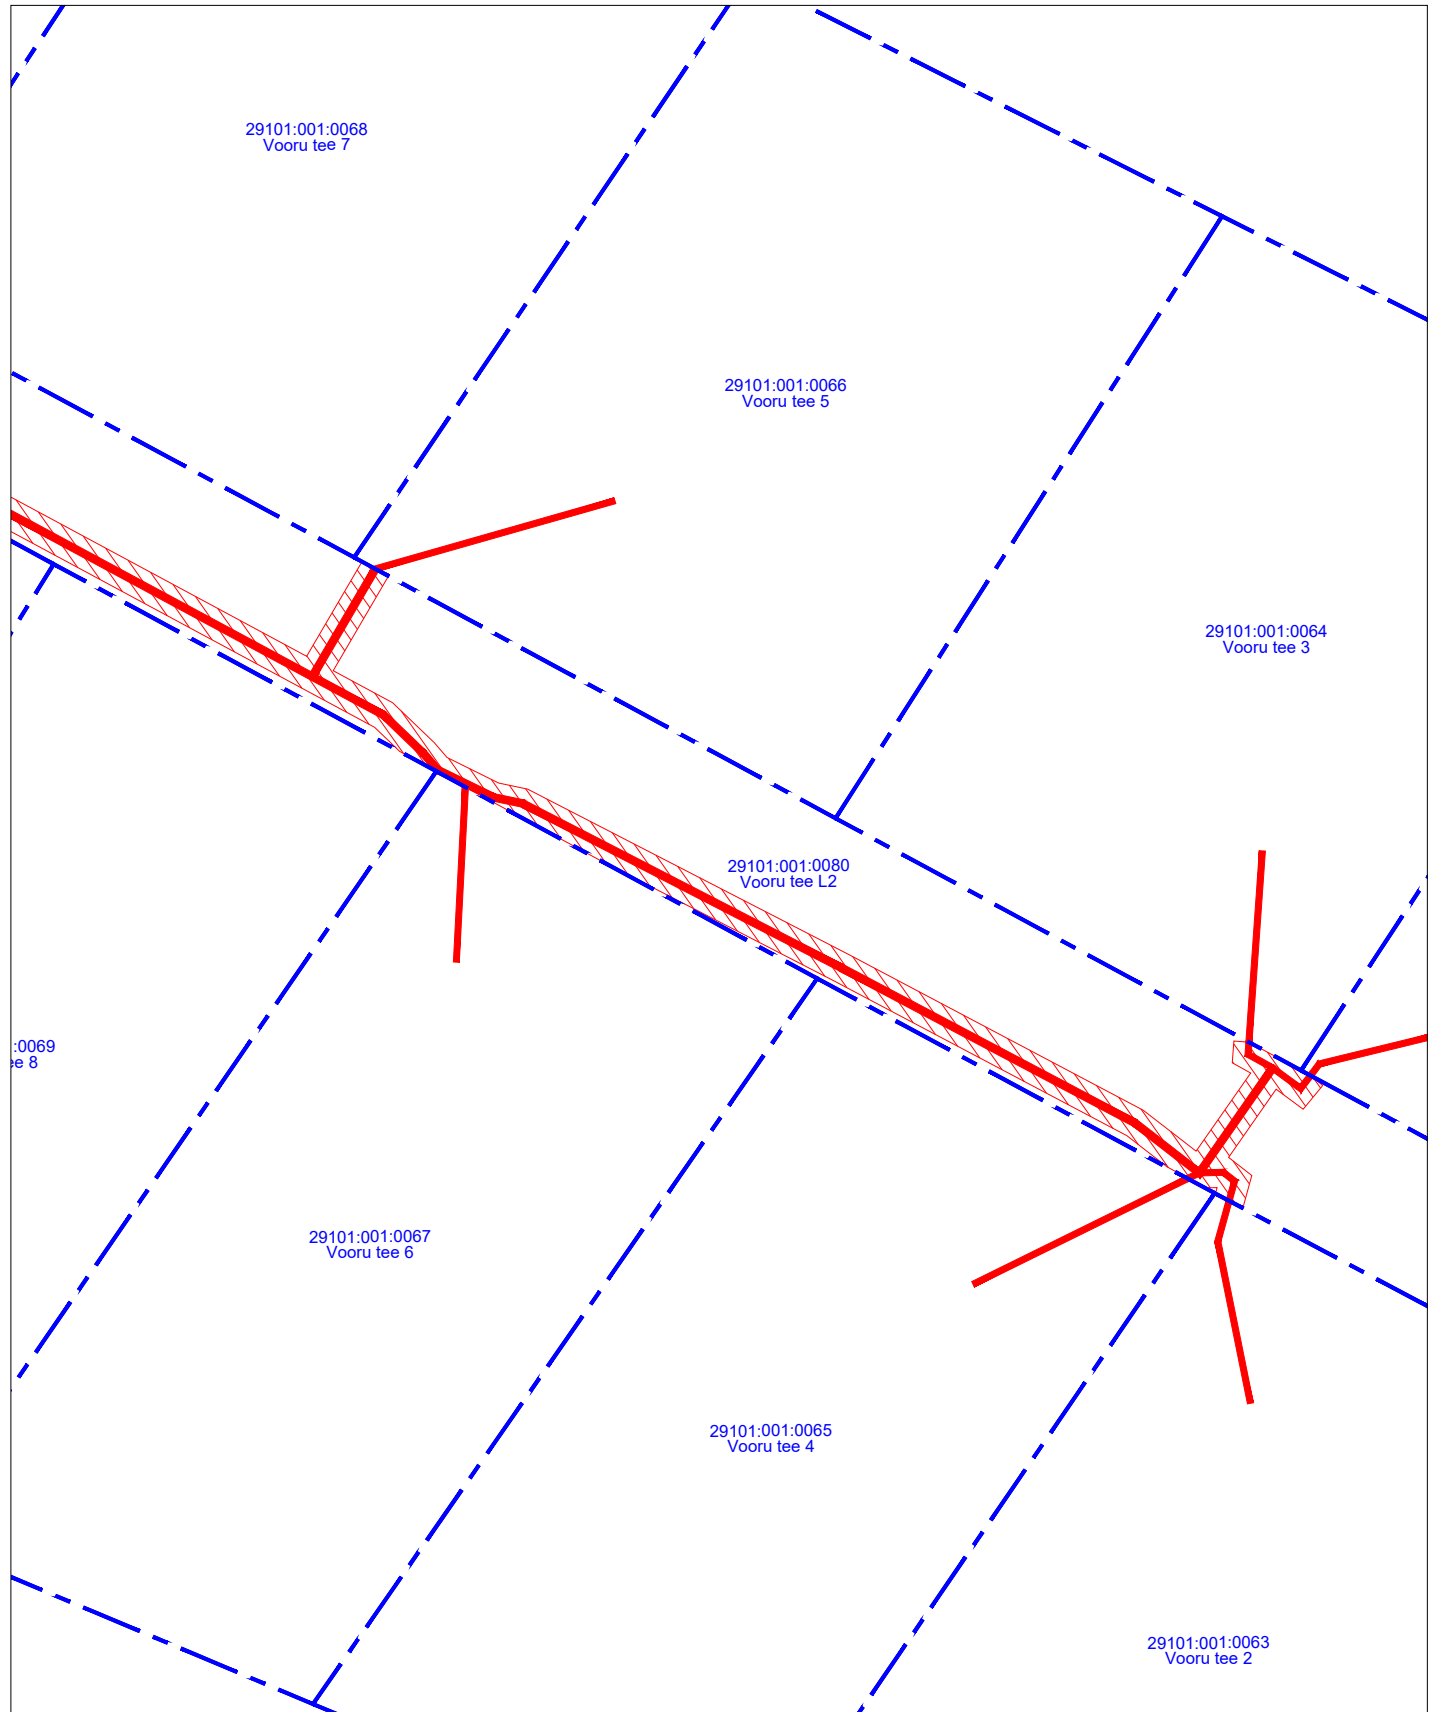 29101:001:0068
Vooru tee 7
29101:001:0066
Vooru tee 5
29101:001:0064
Vooru tee 3
29101:001:0080
Vooru tee L2
:0069
ee 8
29101:001:0067
Vooru tee 6
29101:001:0065
Vooru tee 4
29101:001:0063
Vooru tee 2